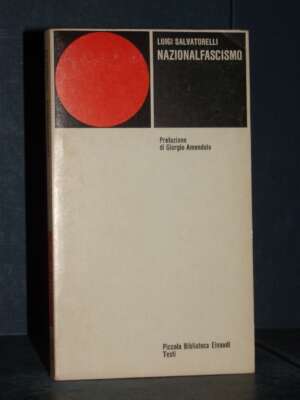 LUIGI SALVATORELLI
NAZIONALFASCISMO
Prefazione
di Giorgio Amendola
Piccola Biblioteca Einaudi
Testi